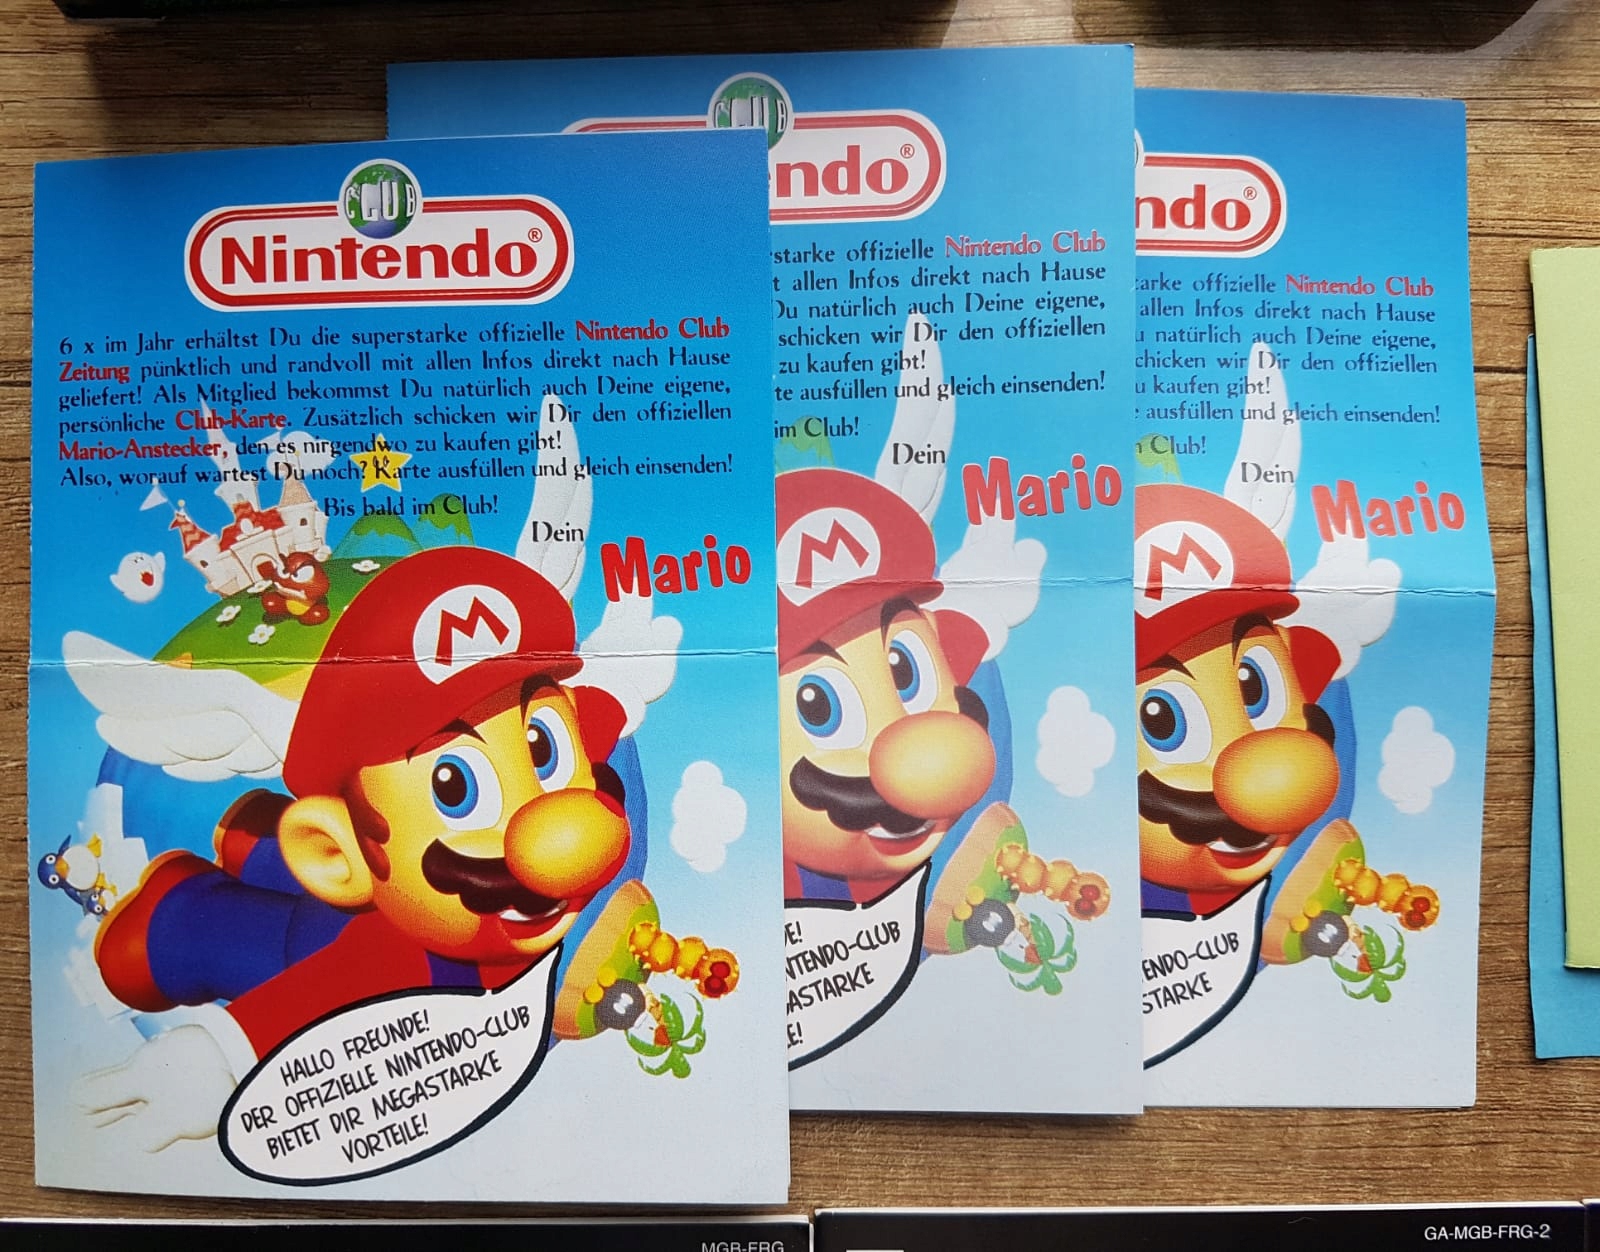 CLUB
Nintendo®
6 x im Jahr erhältst Du die superstarke offizielle Nintendo Club
Zeitung pünktlich und randvoll mit allen Infos direkt nach Hause
geliefert! Als Mitglied bekommst Du natürlich auch Deine eigene,
persönliche Club-Karte. Zusätzlich schicken wir Dir den offiziellen
Mario-Anstecker, den es nirgendwo zu kaufen gibt!
Also, worauf wartest Du noch? Karte ausfüllen und gleich einsenden!
Bis bald im Club!
Dein
Mario
M
HALLO FREUNDE!
DER OFFIZIELLE NINTENDO-CLUB
BIETET DIR MEGASTARKE
VORTEILE!
CLUB
ndo®
starke offizielle Nintendo Club
t allen Infos direkt nach Hause
Du natürlich auch Deine eigene,
schicken wir Dir den offiziellen
zu kaufen gibt!
te ausfüllen und gleich einsenden!
im Club!
Dein
Mario
M
E!
NTENDO-CLUB
GASTARKE
E!
ndo®
arke offizielle Nintendo Club
allen Infos direkt nach Hause
u natürlich auch Deine eigene,
chicken wir Dir den offiziellen
u kaufen gibt!
ausfüllen und gleich einsenden!
Club!
Dein
Mario
M
ENDO-CLUB
STARKE
MGB-FRG
GA-MGB-FRG-2